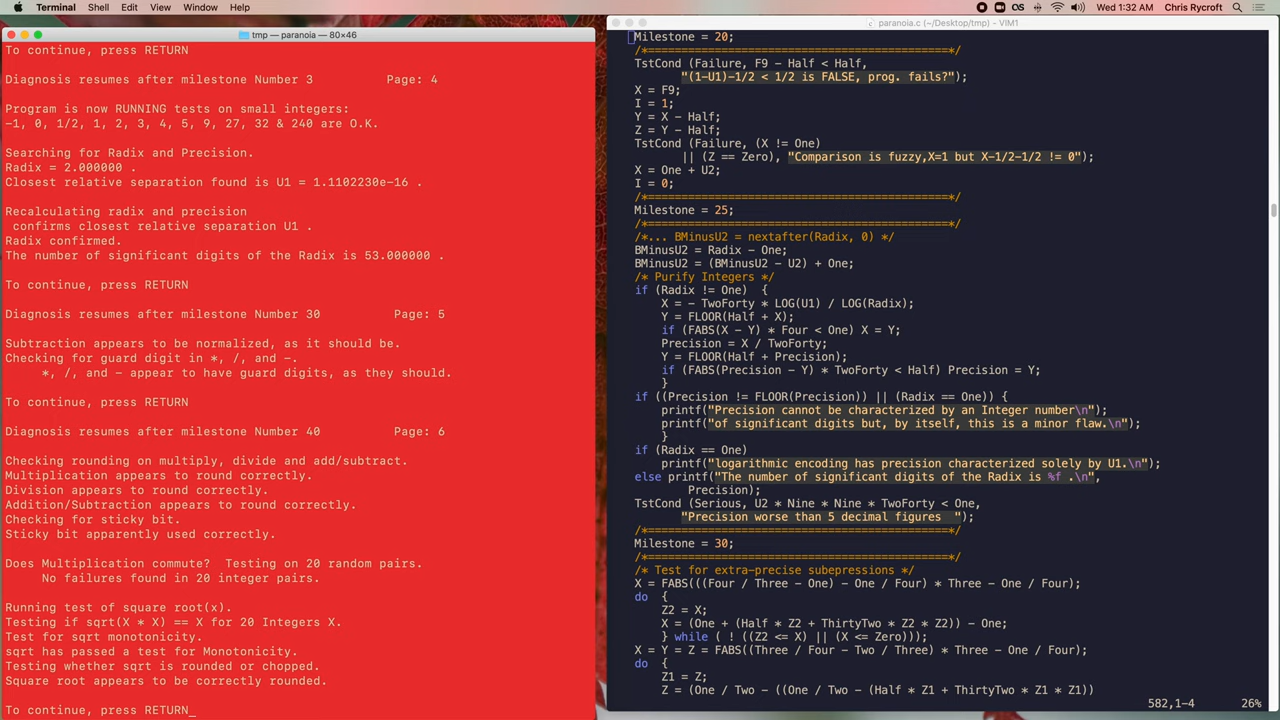 Terminal Shell Edit View Window Help
Wed 1:32 AM Chris Rycroft
tmp — paranoia — 80×46
To continue, press RETURN
Diagnosis resumes after milestone Number 3 Page: 4
Program is now RUNNING tests on small integers:
-1, 0, 1/2, 1, 2, 3, 4, 5, 9, 27, 32 & 240 are O.K.
Searching for Radix and Precision.
Radix = 2.000000 .
Closest relative separation found is U1 = 1.1102230e-16 .
Recalculating radix and precision
confirms closest relative separation U1 .
Radix confirmed.
The number of significant digits of the Radix is 53.000000 .
To continue, press RETURN
Diagnosis resumes after milestone Number 30 Page: 5
Subtraction appears to be normalized, as it should be.
Checking for guard digit in *, /, and -.
*, /, and - appear to have guard digits, as they should.
To continue, press RETURN
Diagnosis resumes after milestone Number 40 Page: 6
Checking rounding on multiply, divide and add/subtract.
Multiplication appears to round correctly.
Division appears to round correctly.
Addition/Subtraction appears to round correctly.
Checking for sticky bit.
Sticky bit apparently used correctly.
Does Multiplication commute? Testing on 20 random pairs.
No failures found in 20 integer pairs.
Running test of square root(x).
Testing if sqrt(X * X) == X for 20 Integers X.
Test for sqrt monotonicity.
sqrt has passed a test for Monotonicity.
Testing whether sqrt is rounded or chopped.
Square root appears to be correctly rounded.
To continue, press RETURN_
paranoia.c (~/Desktop/tmp) - VIM1
Milestone = 20;
/*=============================================*/
TstCond (Failure, F9 - Half < Half,
"(1-U1)-1/2 < 1/2 is FALSE, prog. fails?");
X = F9;
I = 1;
Y = X - Half;
Z = Y - Half;
TstCond (Failure, (X != One)
|| (Z == Zero), "Comparison is fuzzy,X=1 but X-1/2-1/2 != 0");
X = One + U2;
I = 0;
/*=============================================*/
Milestone = 25;
/*=============================================*/
/*... BMinusU2 = nextafter(Radix, 0) */
BMinusU2 = Radix - One;
BMinusU2 = (BMinusU2 - U2) + One;
/* Purify Integers */
if (Radix != One) {
X = - TwoForty * LOG(U1) / LOG(Radix);
Y = FLOOR(Half + X);
if (FABS(X - Y) * Four < One) X = Y;
Precision = X / TwoForty;
Y = FLOOR(Half + Precision);
if (FABS(Precision - Y) * TwoForty < Half) Precision = Y;
}
if ((Precision != FLOOR(Precision)) || (Radix == One)) {
printf("Precision cannot be characterized by an Integer number\n");
printf("of significant digits but, by itself, this is a minor flaw.\n");
}
if (Radix == One)
printf("logarithmic encoding has precision characterized solely by U1.\n");
else printf("The number of significant digits of the Radix is %f .\n",
Precision);
TstCond (Serious, U2 * Nine * Nine * TwoForty < One,
"Precision worse than 5 decimal figures ");
/*=============================================*/
Milestone = 30;
/*=============================================*/
/* Test for extra-precise subepressions */
X = FABS(((Four / Three - One) - One / Four) * Three - One / Four);
do {
Z2 = X;
X = (One + (Half * Z2 + ThirtyTwo * Z2 * Z2)) - One;
} while ( ! ((Z2 <= X) || (X <= Zero)));
X = Y = Z = FABS((Three / Four - Two / Three) * Three - One / Four);
do {
Z1 = Z;
Z = (One / Two - ((One / Two - (Half * Z1 + ThirtyTwo * Z1 * Z1))
582,1-4 26%